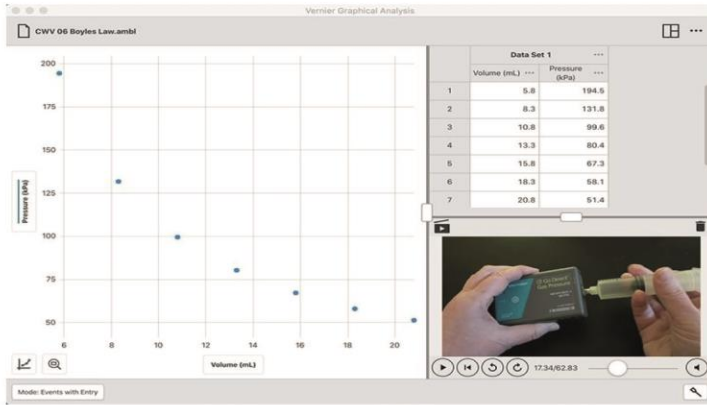 Vernier Graphical Analysis
CWV 06 Boyles Law.ambl
200
175
150
125
100
75
50
Pressure (kPa)
6 8 10 12 14 16 18 20
Volume (mL)
Data Set 1
Volume (mL) Pressure (kPa)
1 5.8 194.5
2 8.3 131.8
3 10.8 99.6
4 13.3 80.4
5 15.8 67.3
6 18.3 58.1
7 20.8 51.4
Go Direct
Gas Pressure
17.34/62.83
Mode: Events with Entry